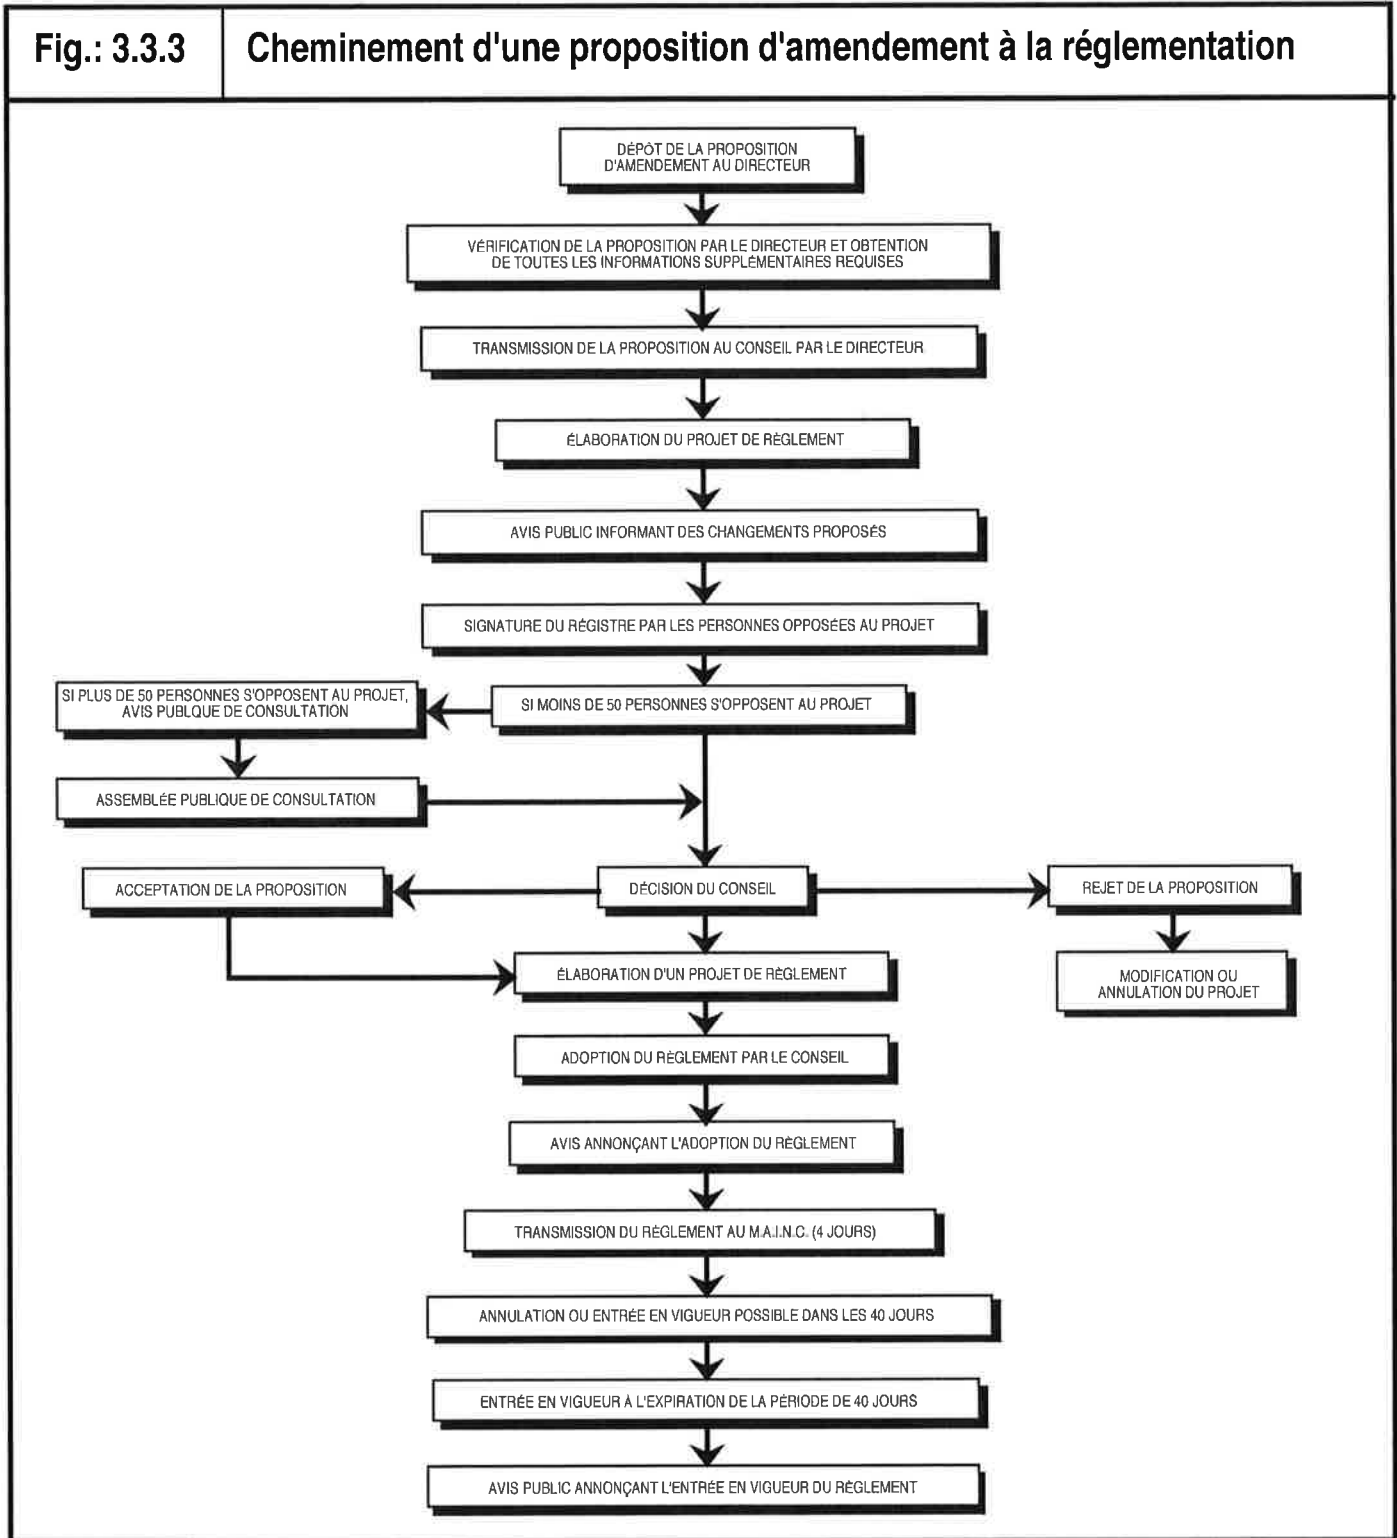 Fig.: 3.3.3
Cheminement d'une proposition d'amendement à la réglementation
DÉPÔT DE LA PROPOSITION
D'AMENDEMENT AU DIRECTEUR
VÉRIFICATION DE LA PROPOSITION PAR LE DIRECTEUR ET OBTENTION
DE TOUTES LES INFORMATIONS SUPPLÉMENTAIRES REQUISES
TRANSMISSION DE LA PROPOSITION AU CONSEIL PAR LE DIRECTEUR
ÉLABORATION DU PROJET DE RÈGLEMENT
AVIS PUBLIC INFORMANT DES CHANGEMENTS PROPOSÉS
SIGNATURE DU RÉGISTRE PAR LES PERSONNES OPPOSÉES AU PROJET
SI PLUS DE 50 PERSONNES S'OPPOSENT AU PROJET,
AVIS PUBLQUE DE CONSULTATION
SI MOINS DE 50 PERSONNES S'OPPOSENT AU PROJET
ASSEMBLÉE PUBLIQUE DE CONSULTATION
ACCEPTATION DE LA PROPOSITION
DÉCISION DU CONSEIL
REJET DE LA PROPOSITION
ÉLABORATION D'UN PROJET DE RÈGLEMENT
MODIFICATION OU
ANNULATION DU PROJET
ADOPTION DU RÈGLEMENT PAR LE CONSEIL
AVIS ANNONÇANT L'ADOPTION DU RÈGLEMENT
TRANSMISSION DU RÈGLEMENT AU M.A.I.N.C. (4 JOURS)
ANNULATION OU ENTRÉE EN VIGUEUR POSSIBLE DANS LES 40 JOURS
ENTRÉE EN VIGUEUR À L'EXPIRATION DE LA PÉRIODE DE 40 JOURS
AVIS PUBLIC ANNONÇANT L'ENTRÉE EN VIGUEUR DU RÈGLEMENT